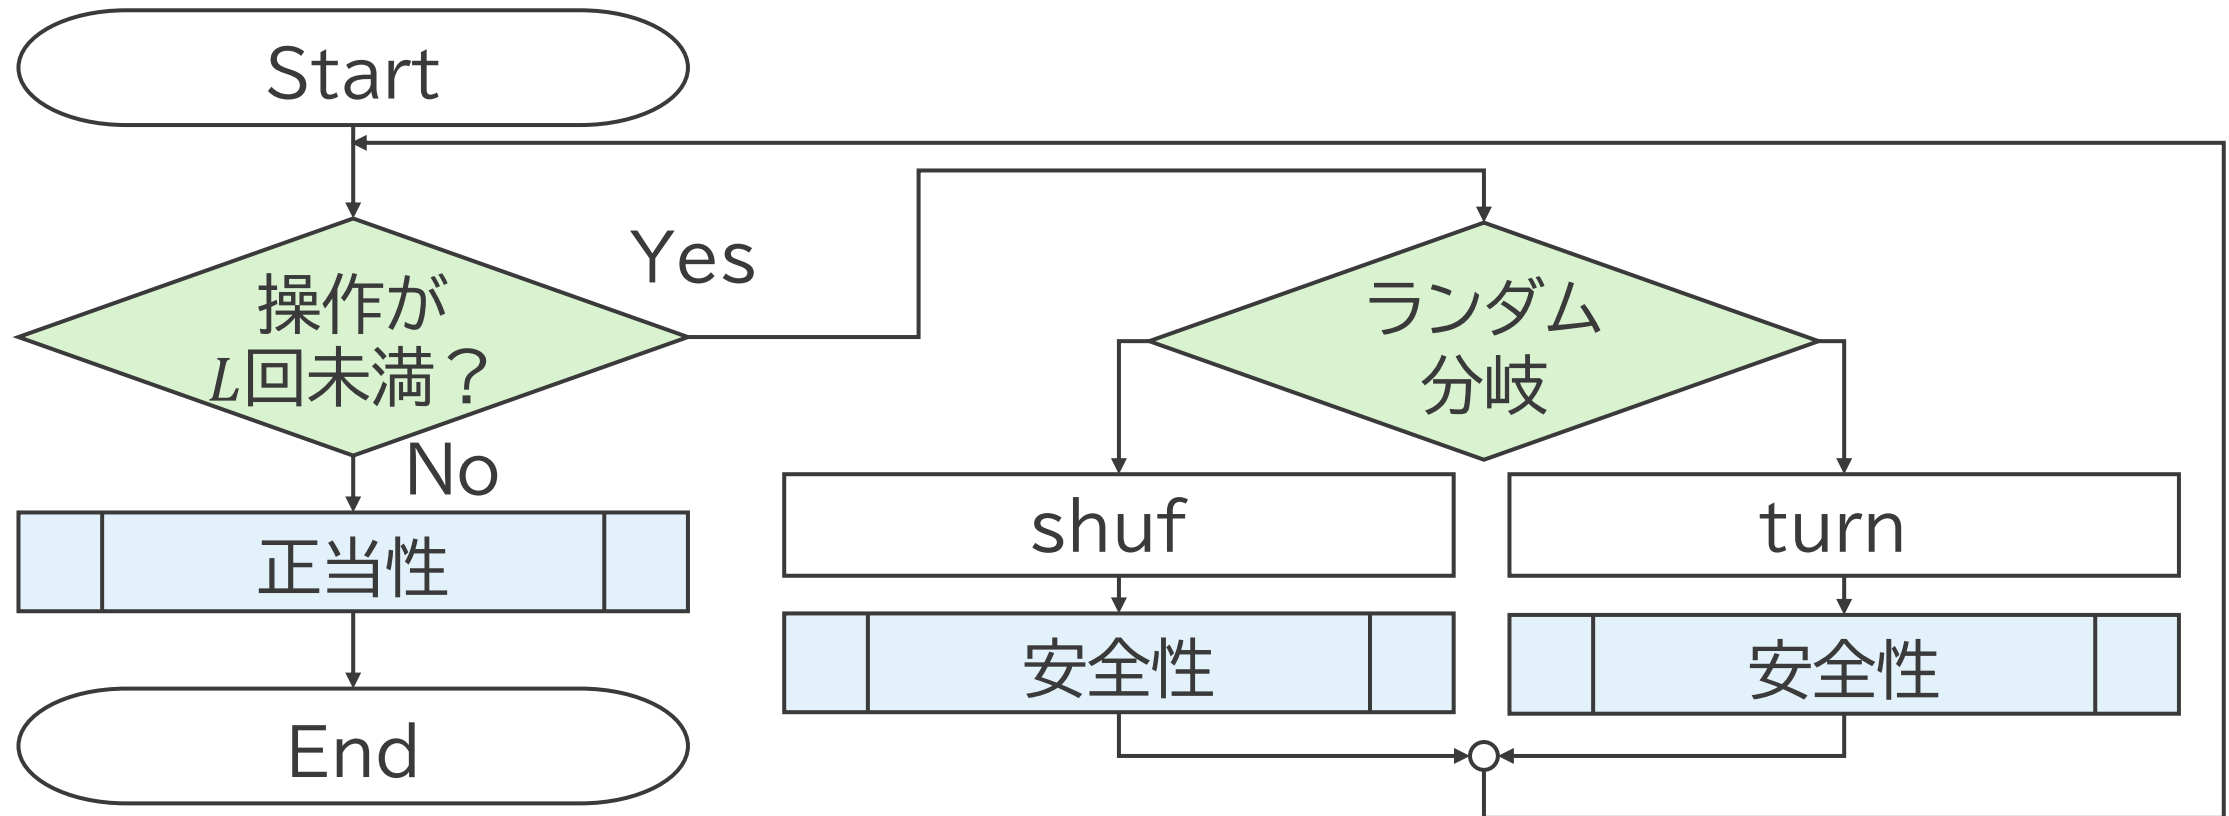 Start
操作が
L回未満？
Yes
No
正当性
End
ランダム
分岐
shuf
turn
安全性
安全性